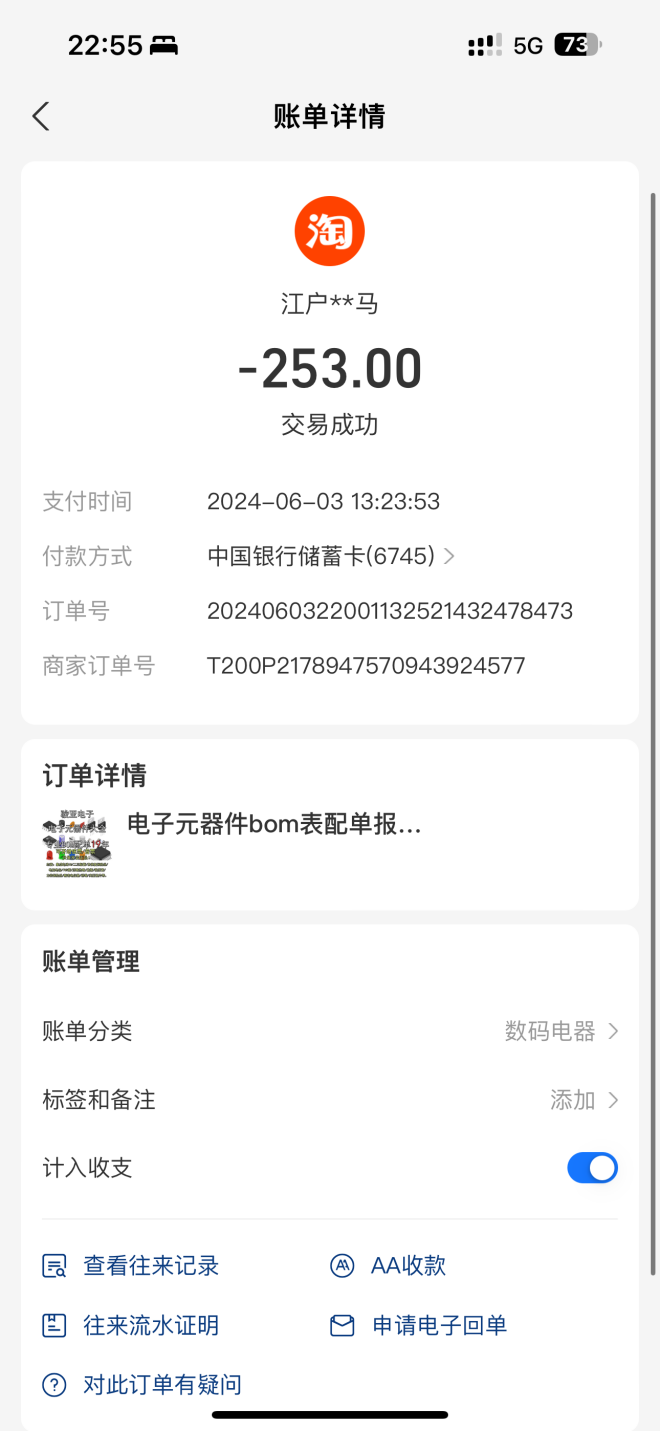 22:55
5G
73
账单详情
淘
江户**马
-253.00
交易成功
支付时间 2024-06-03 13:23:53
付款方式 中国银行储蓄卡(6745)
订单号 2024060322001132521432478473
商家订单号 T200P2178947570943924577
订单详情
电子元器件bom表配单报...
账单管理
账单分类 数码电器
标签和备注 添加
计入收支
查看往来记录 AA收款
往来流水证明 申请电子回单
对此订单有疑问